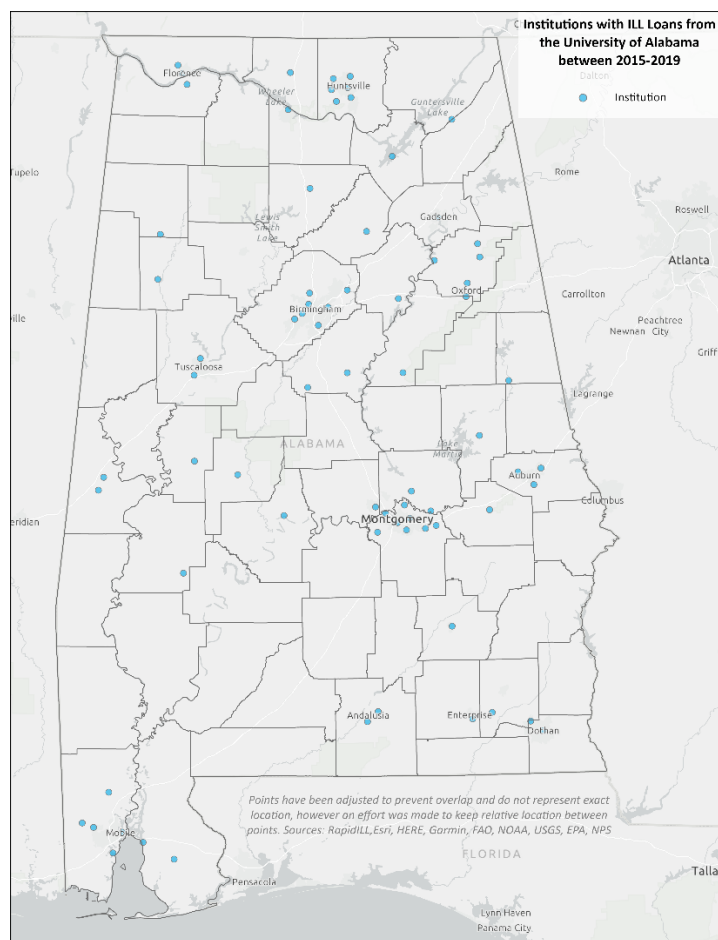 Institutions with ILL Loans from
the University of Alabama
between 2015-2019
Institution
Dalton
Florence
Huntsville
Wheeler
Lake
Guntersville
Lake
Tupelo
Rome
Roswell
Gadsden
Lewis
Smith
Lake
Atlanta
Oxford
Carrollton
Birmingham
ville
Peachtree
Newnan City
Griff
Tuscaloosa
Lagrange
ALABAMA
Lake
Martin
Auburn
Columbus
Montgomery
eridian
Andalusia
Enterprise
Dothan
Points have been adjusted to prevent overlap and do not represent exact
location, however an effort was made to keep relative location between
points. Sources: RapidILL,Esri, HERE, Garmin, FAO, NOAA, USGS, EPA, NPS
Mobile
FLORIDA
Talla
Pensacola
Lynn Haven
Panama City